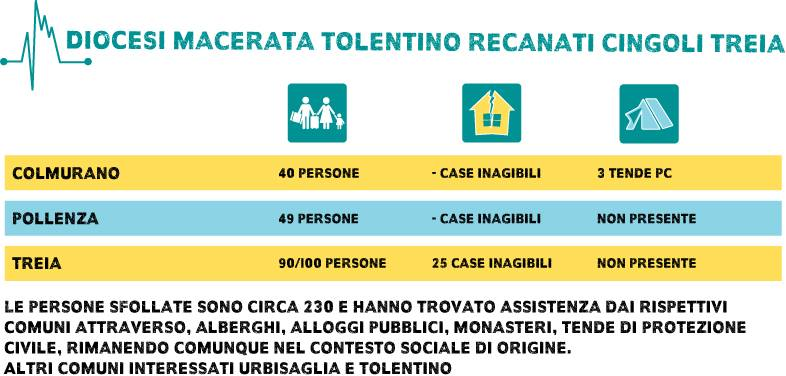 DIOCESI MACERATA TOLENTINO RECANATI CINGOLI TREIA
COLMURANO 40 PERSONE - CASE INAGIBILI 3 TENDE PC
POLLENZA 49 PERSONE - CASE INAGIBILI NON PRESENTE
TREIA 90/100 PERSONE 25 CASE INAGIBILI NON PRESENTE
LE PERSONE SFOLLATE SONO CIRCA 230 E HANNO TROVATO ASSISTENZA DAI RISPETTIVI
COMUNI ATTRAVERSO, ALBERGHI, ALLOGGI PUBBLICI, MONASTERI, TENDE DI PROTEZIONE
CIVILE, RIMANENDO COMUNQUE NEL CONTESTO SOCIALE DI ORIGINE.
ALTRI COMUNI INTERESSATI URBISAGLIA E TOLENTINO